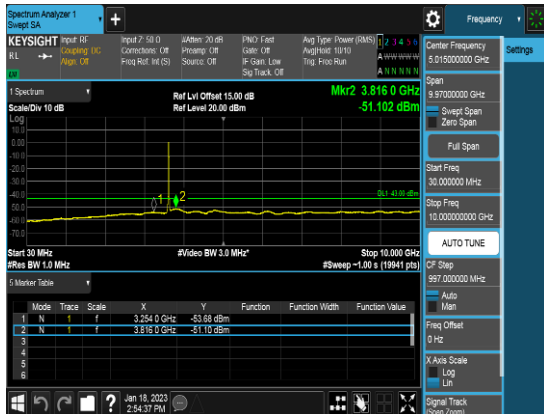 Spectrum Analyzer 1
Swept SA
+
Frequency
KEYSIGHT Input: RF Input Z: 50 Ω #Atten: 20 dB PNO: Fast Avg Type: Power (RMS) 1 2 3 4 5 6
RL Coupling: DC Corrections: Off Preamp: Off Gate: Off Avg|Hold: 10/10
Align: Off Freq Ref: Int (S) Source: Off IF Gain: Low Trig: Free Run A W W W W W
Sig Track: Off A N N N N N
Center Frequency
5.015000000 GHz
Settings
Span
9.97000000 GHz
Swept Span
Zero Span
Full Span
Start Freq
30.000000 MHz
Stop Freq
10.000000000 GHz
AUTO TUNE
CF Step
997.000000 MHz
Auto
Man
Freq Offset
0 Hz
X Axis Scale
Log
Lin
Signal Track
(Span Zoom)
1 Spectrum
Scale/Div 10 dB
Ref Lvl Offset 15.00 dB
Ref Level 20.00 dBm
Mkr2 3.816 0 GHz
-51.102 dBm
Log
10.0
0.00
-10.0
-20.0
-30.0
-40.0
-50.0
-60.0
-70.0
1
2
Start 30 MHz
#Res BW 1.0 MHz
#Video BW 3.0 MHz*
Stop 10.000 GHz
#Sweep ~1.00 s (19941 pts)
5 Marker Table
Mode Trace Scale X Y Function Function Width Function Value
1 N 1 f 3.254 0 GHz -53.68 dBm
2 N 1 f 3.816 0 GHz -51.10 dBm
3
4
5
6
?
Jan 18, 2023
2:54:37 PM